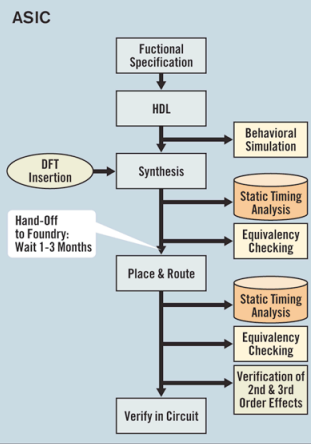 ASIC
Fuctional
Specification
HDL
Behavioral
Simulation
DFT
Insertion
Synthesis
Static Timing
Analysis
Hand-Off
to Foundry:
Wait 1-3 Months
Equivalency
Checking
Place & Route
Static Timing
Analysis
Equivalency
Checking
Verification of
2nd & 3rd
Order Effects
Verify in Circuit